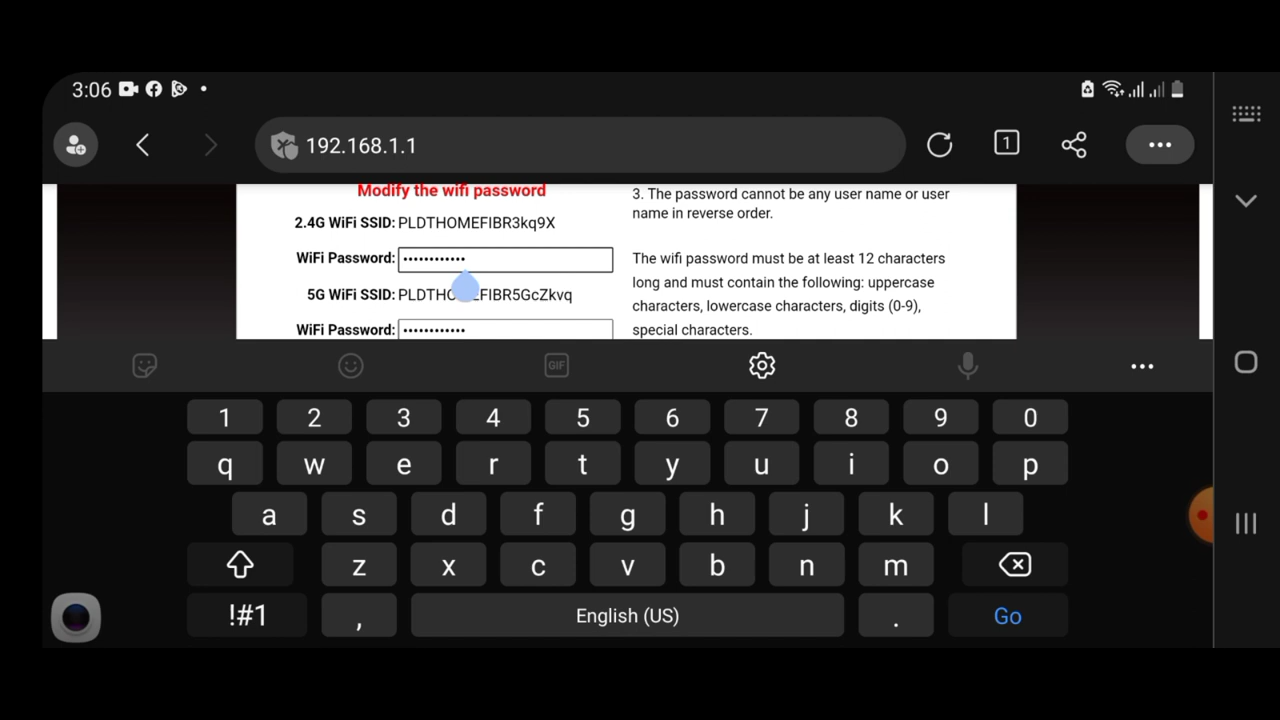 3:06
192.168.1.1
1
Modify the wifi password
2.4G WiFi SSID: PLDTHOMEFIBR3kq9X
WiFi Password: ••••••••••••
5G WiFi SSID: EFIBR5GcZkvq
WiFi Password: ••••••••••••
3. The password cannot be any user name or user
name in reverse order.
The wifi password must be at least 12 characters
long and must contain the following: uppercase
characters, lowercase characters, digits (0-9),
special characters.
GIF
1 2 3 4 5 6 7 8 9 0
q w e r t y u i o p
a s d f g h j k l
z x c v b n m
!#1 , English (US) . Go